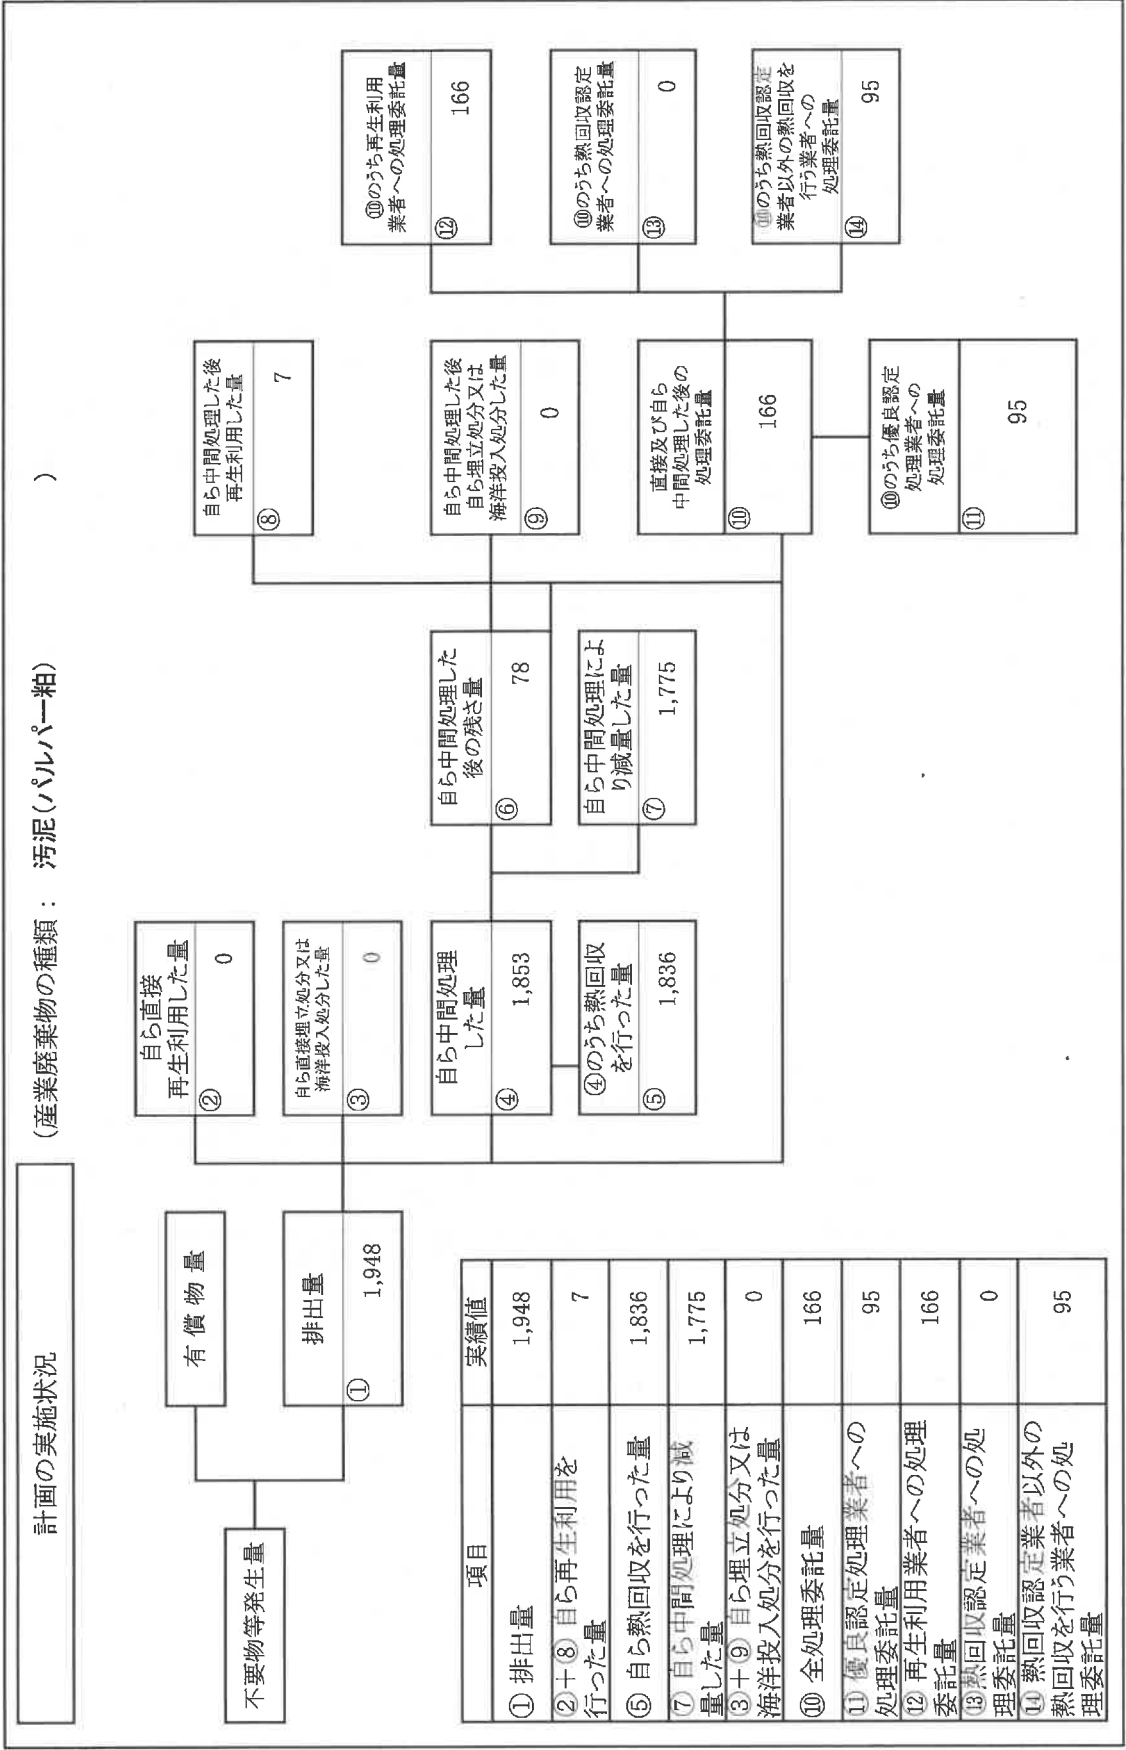 計画の実施状況
（産業廃棄物の種類： 汚泥（パルパー粕） ）
不要物等発生量
有償物量
排出量
① 1,948
自ら直接
再生利用した量
② 0
自ら直接埋立処分又は
海洋投入処分した量
③ 0
自ら中間処理
した量
④ 1,853
④のうち熱回収
を行った量
⑤ 1,836
自ら中間処理した
後の残さ量
⑥ 78
自ら中間処理によ
り減量した量
⑦ 1,775
自ら中間処理した後
再生利用した量
⑧ 7
自ら中間処理した後
自ら埋立処分又は
海洋投入処分した量
⑨ 0
直接及び自ら
中間処理した後の
処理委託量
⑩ 166
⑩のうち優良認定
処理業者への
処理委託量
⑪ 95
⑩のうち再生利用
業者への処理委託量
⑫ 166
⑩のうち熱回収認定
業者への処理委託量
⑬ 0
⑩のうち熱回収認定
業者以外の熱回収を
行う業者への
処理委託量
⑭ 95
項目 実績値
①排出量 1,948
②＋⑧ 自ら再生利用を
行った量 7
⑤ 自ら熱回収を行った量 1,836
⑦ 自ら中間処理により減
量した量 1,775
③＋⑨ 自ら埋立処分又は
海洋投入処分を行った量 0
⑩ 全処理委託量 166
⑪ 優良認定処理業者への
処理委託量 95
⑫ 再生利用業者への処理
委託量 166
⑬熱回収認定業者への処
理委託量 0
⑭ 熱回収認定業者以外の
熱回収を行う業者への処
理委託量 95